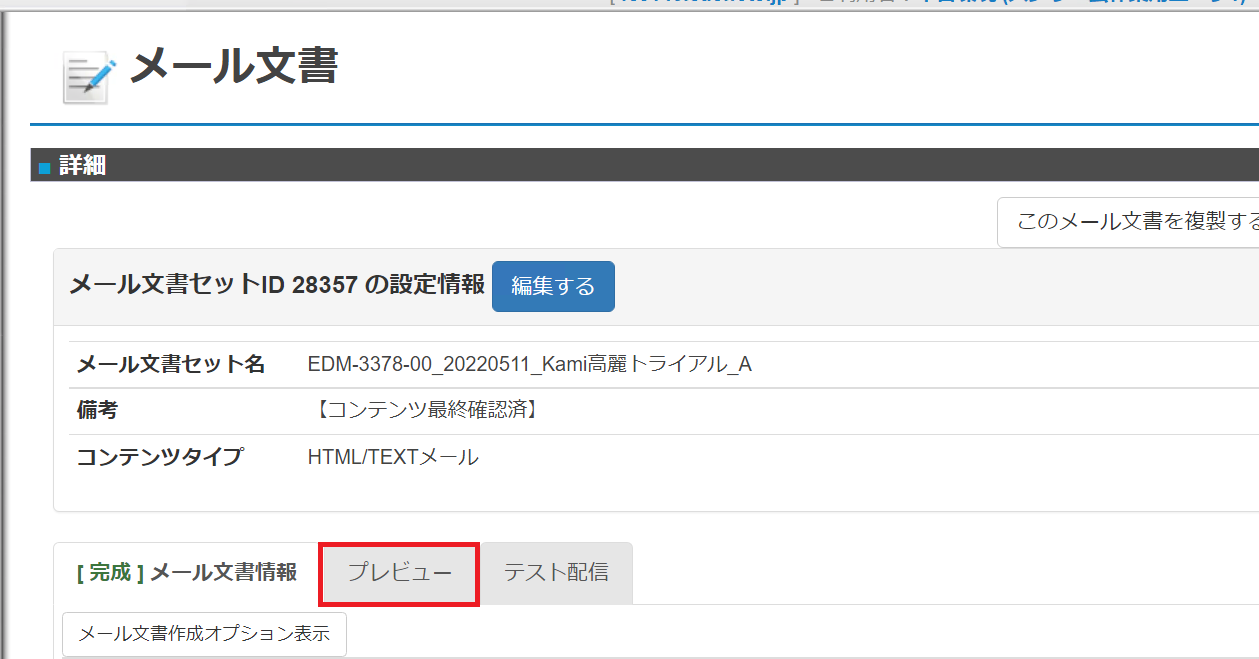 メール文書
詳細
このメール文書を複製する
メール文書セットID 28357 の設定情報 編集する
メール文書セット名 EDM-3378-00_20220511_Kami高麗トライアル_A
備考 【コンテンツ最終確認済】
コンテンツタイプ HTML/TEXTメール
[ 完成 ] メール文書情報 プレビュー テスト配信
メール文書作成オプション表示